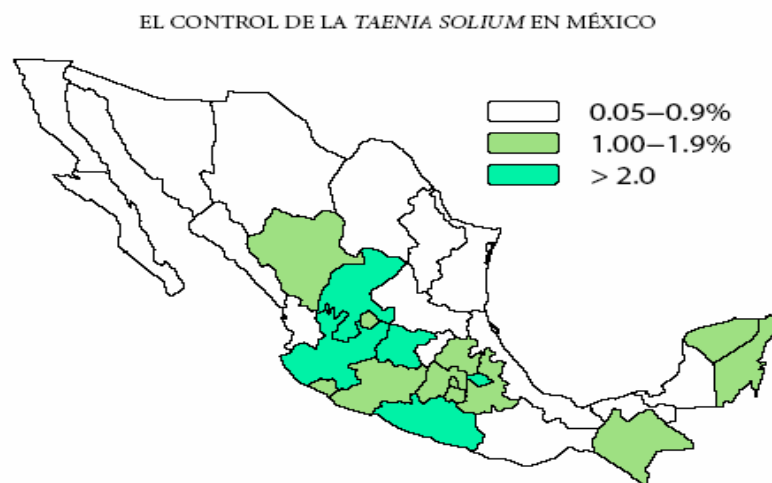 EL CONTROL DE LA TAENIA SOLIUM EN MÉXICO
0.05–0.9%
1.00–1.9%
> 2.0